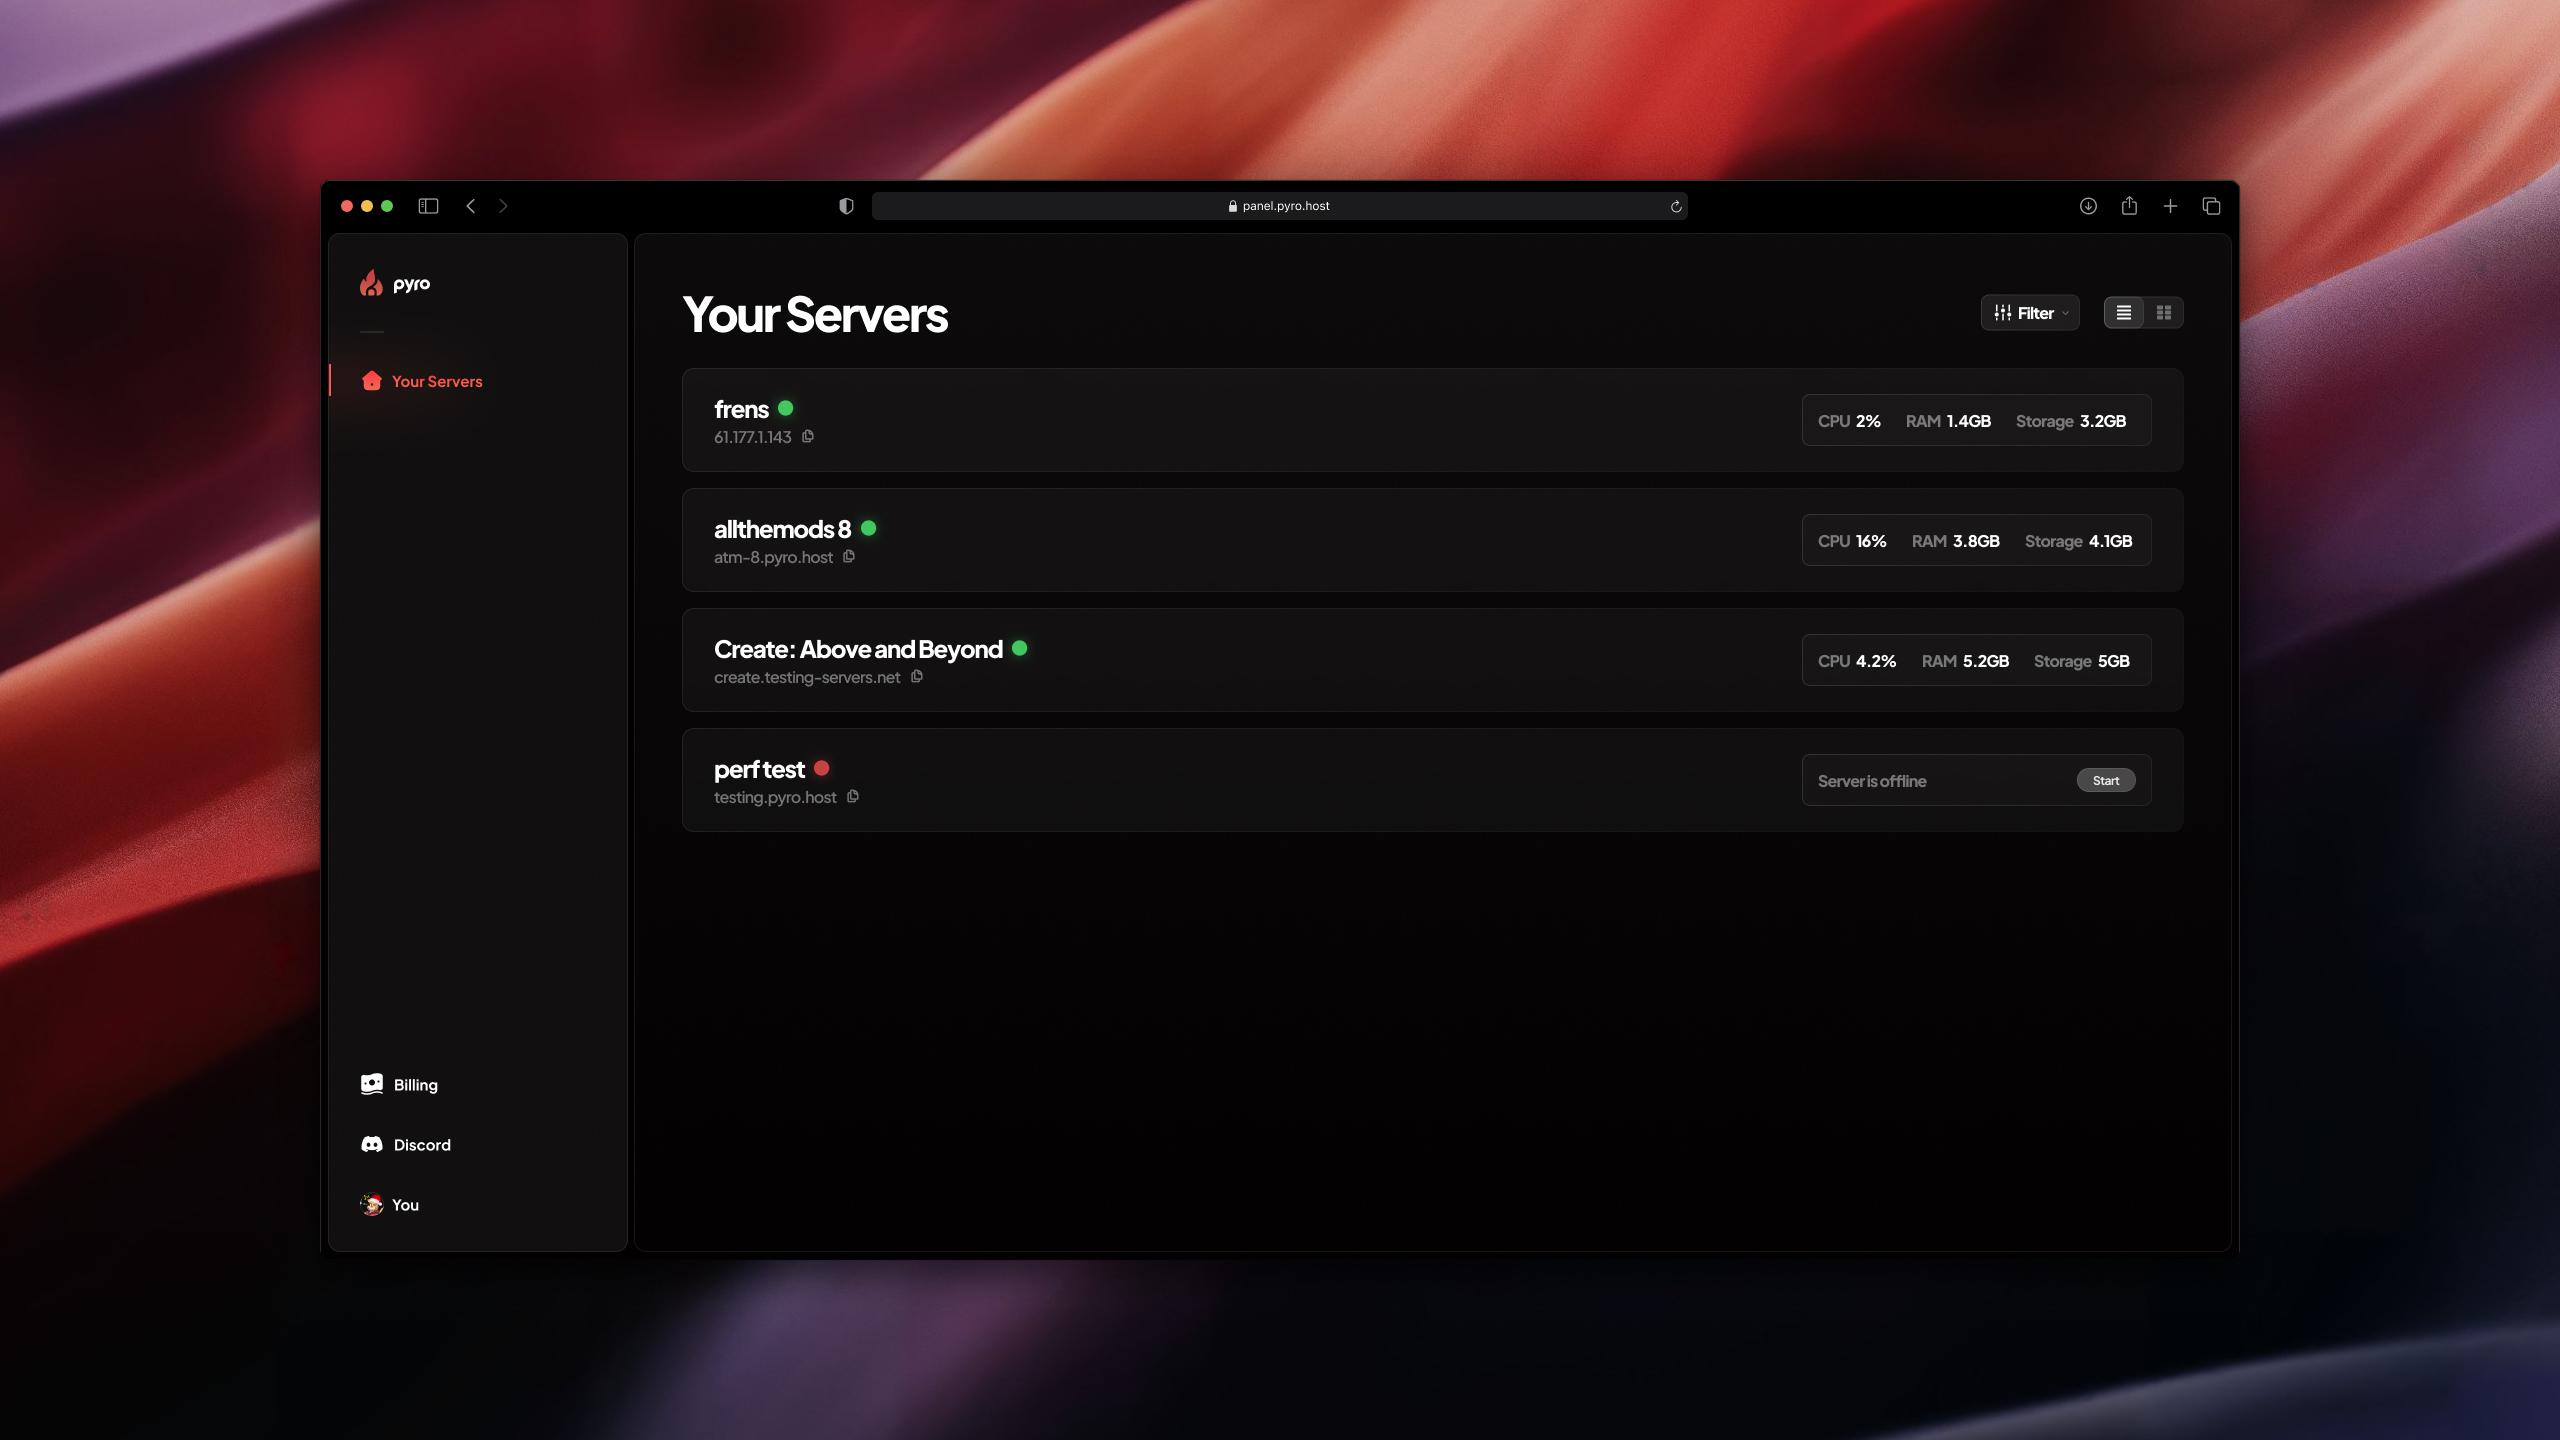 panel.pyro.host
pyro
Your Servers
Billing
Discord
You
Your Servers
Filter
frens
61.177.1.143
CPU 2% RAM 1.4GB Storage 3.2GB
allthemods 8
atm-8.pyro.host
CPU 16% RAM 3.8GB Storage 4.1GB
Create: Above and Beyond
create.testing-servers.net
CPU 4.2% RAM 5.2GB Storage 5GB
perf test
testing.pyro.host
Server is offline Start